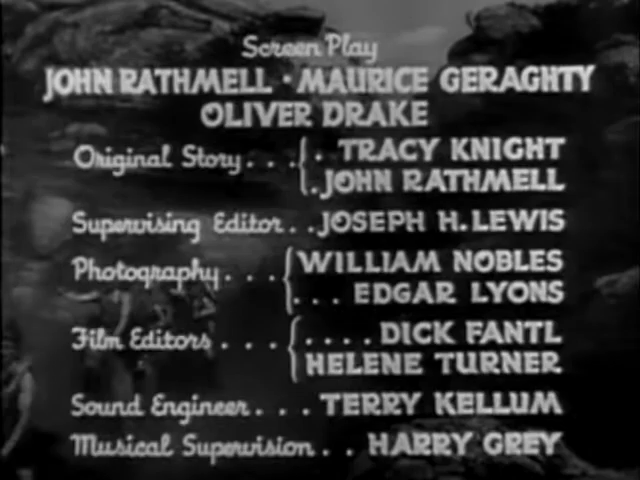 Screen Play
JOHN RATHMELL · MAURICE GERAGHTY
OLIVER DRAKE
Original Story . . . . TRACY KNIGHT
. JOHN RATHMELL
Supervising Editor . . JOSEPH H. LEWIS
Photography . . . WILLIAM NOBLES
. . . EDGAR LYONS
Film Editors . . . . . . . DICK FANTL
HELENE TURNER
Sound Engineer . . . TERRY KELLUM
Musical Supervision . . HARRY GREY